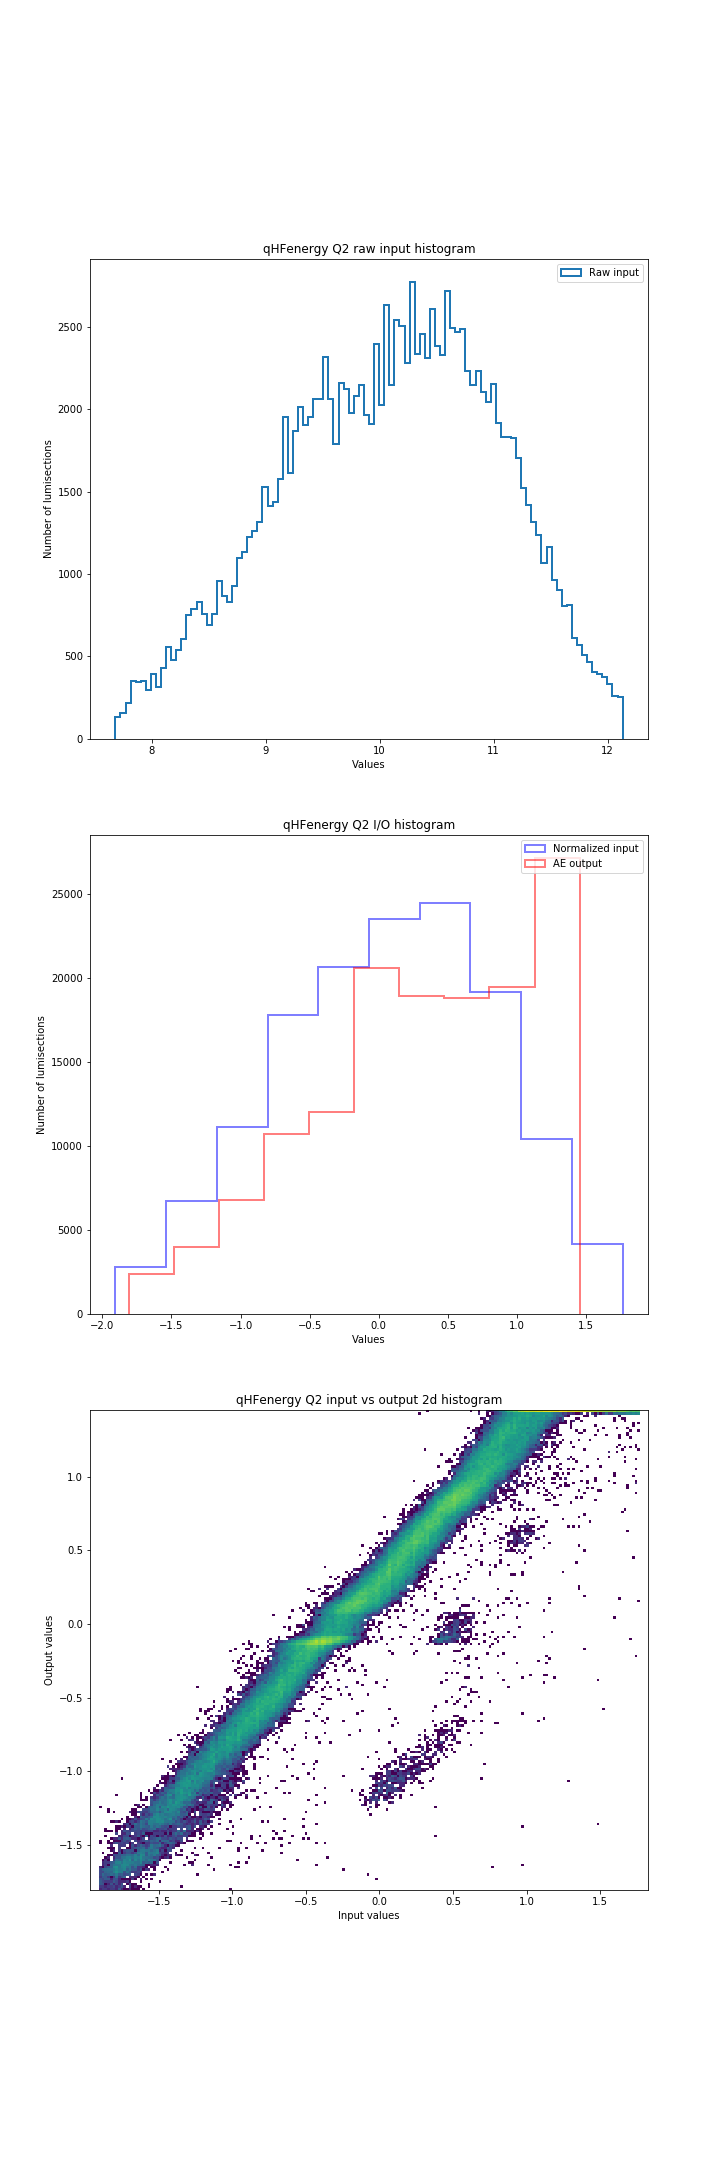 qHFenergy Q2 raw input histogram
Raw input
2500
2000
1500
1000
500
0
Number of lumisections
8 9 10 11 12
Values
qHFenergy Q2 I/O histogram
Normalized input
AE output
25000
20000
15000
10000
5000
0
Number of lumisections
−2.0 −1.5 −1.0 −0.5 0.0 0.5 1.0 1.5
Values
qHFenergy Q2 input vs output 2d histogram
1.0
0.5
0.0
−0.5
−1.0
−1.5
Output values
−1.5 −1.0 −0.5 0.0 0.5 1.0 1.5
Input values